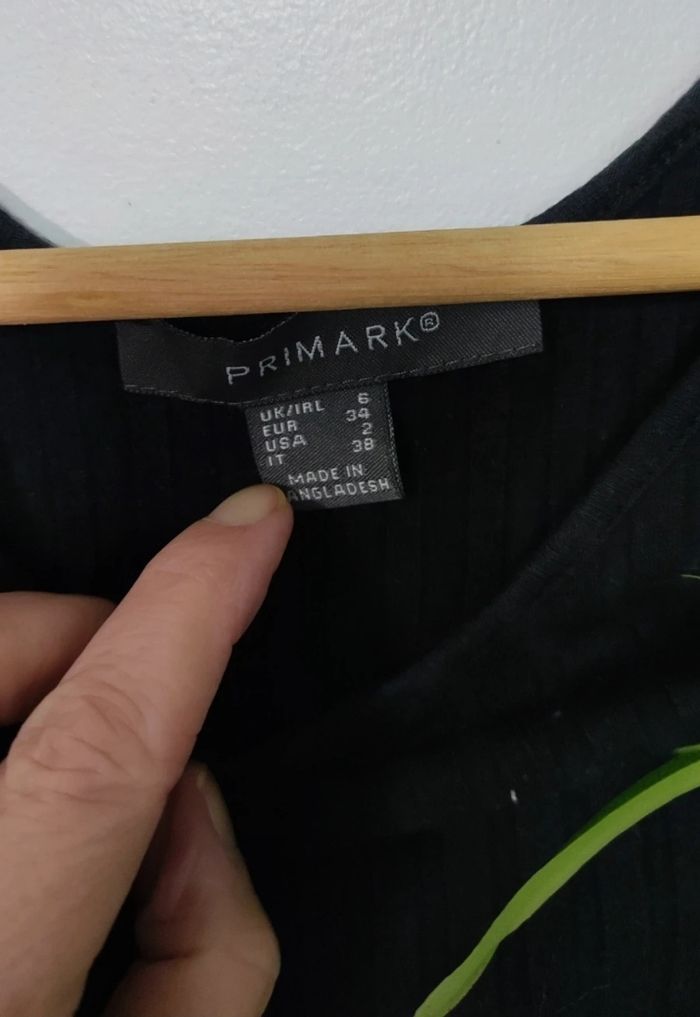 PRIMARK®
UK/IRL 6
EUR 34
USA 2
IT 38
MADE IN
ANGLADESH